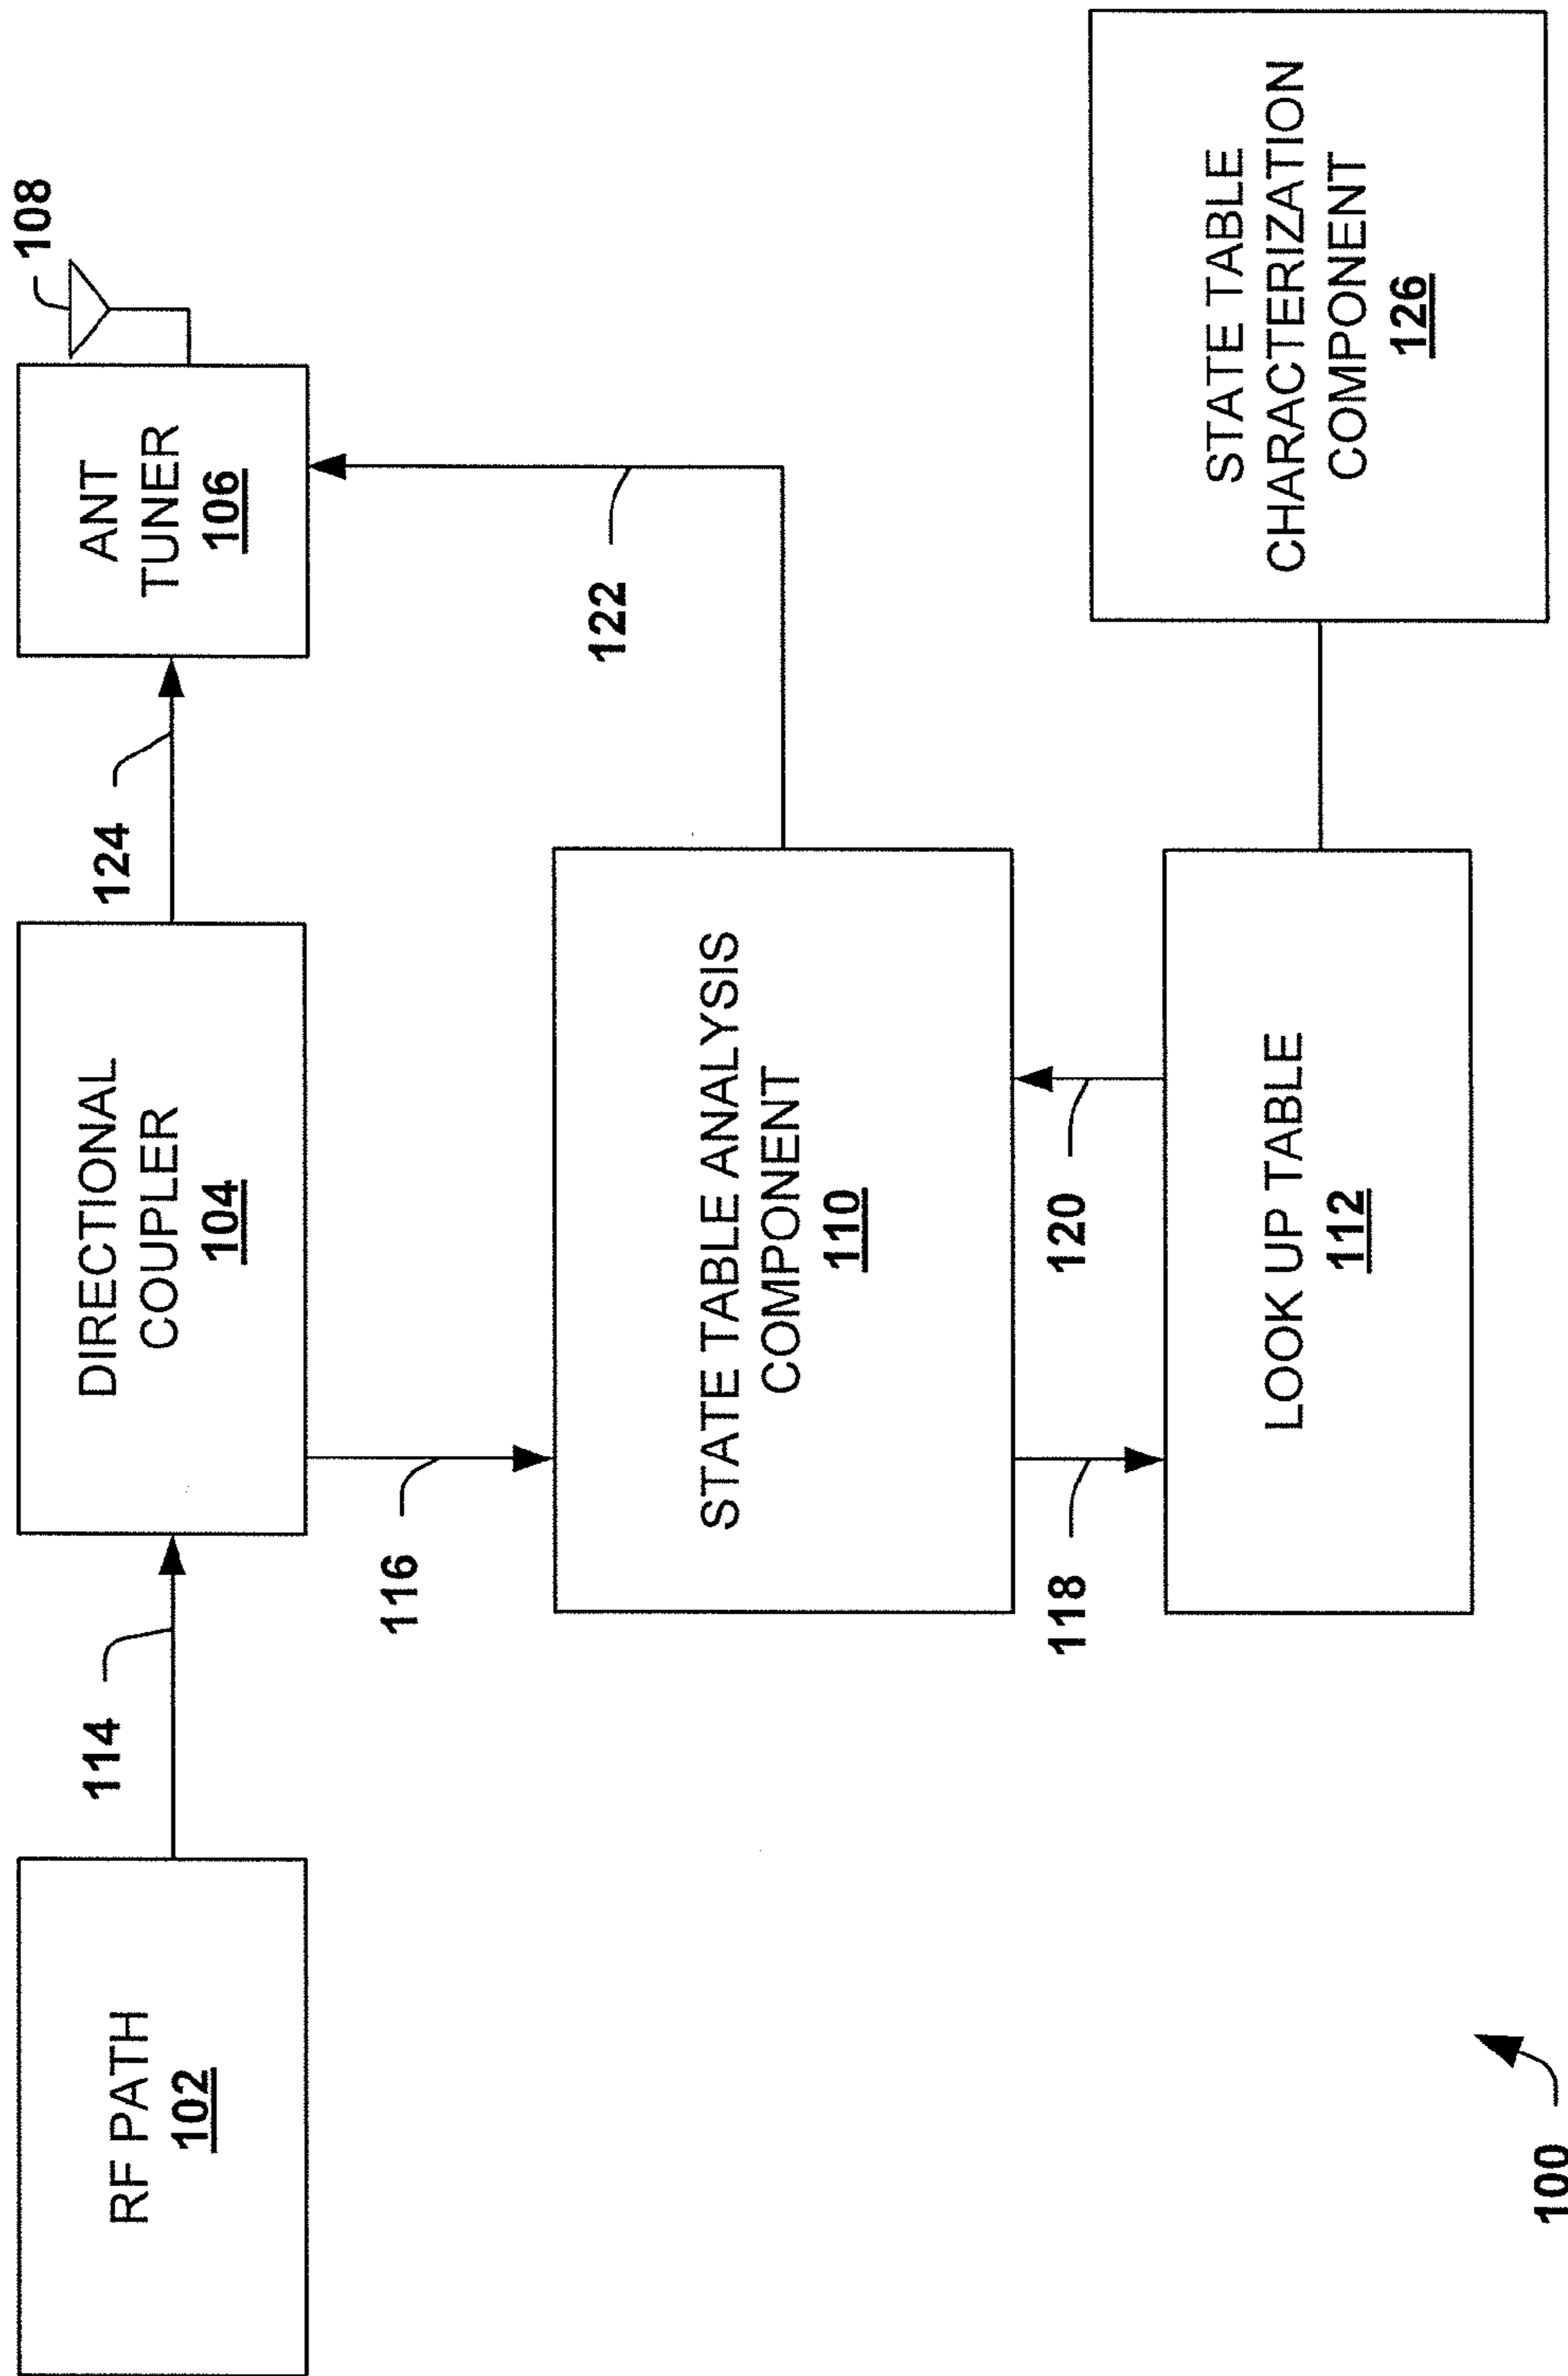 RF PATH
102
114
DIRECTIONAL
COUPLER
104
124
ANT
TUNER
106
108
116
122
STATE TABLE ANALYSIS
COMPONENT
110
118
120
LOOK UP TABLE
112
STATE TABLE
CHARACTERIZATION
COMPONENT
126
100